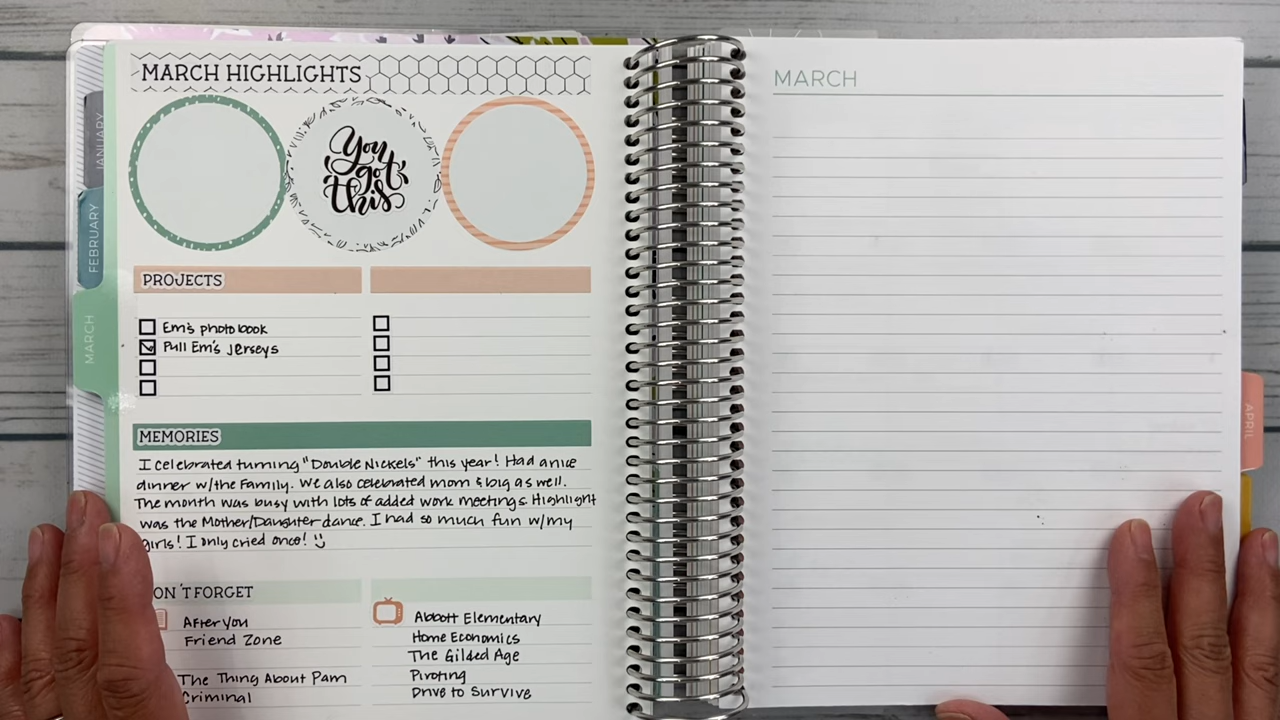 MARCH HIGHLIGHTS
You
got
this
PROJECTS
Em's photobook
Pull Em's Jerseys
MEMORIES
I celebrated turning "Double Nickels" this year! Had a nice
dinner w/the Family. We also celebrated mom & big as well.
The month was busy with lots of added work meetings. Highlight
was the Mother/Daughter dance. I had so much fun w/my
girls! I only cried once!
ON'T FORGET
After You
Friend Zone
The Thing About Pam
Criminal
Abbott Elementary
Home Economics
The Gilded Age
Pivoting
Drive to Survive
JANUARY
FEBRUARY
MARCH
MARCH
APRIL